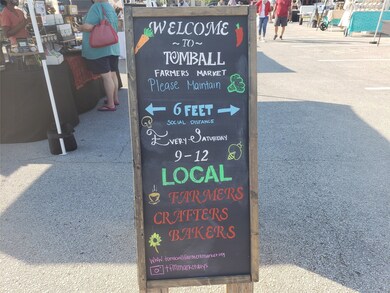 WELCOME
~ TO ~
TOMBALL
FARMERS MARKET
Please Maintain
6 FEET
SOCIAL DISTANCE
Every Saturday
9-12
LOCAL
FARMERS
CRAFTERS
BAKERS